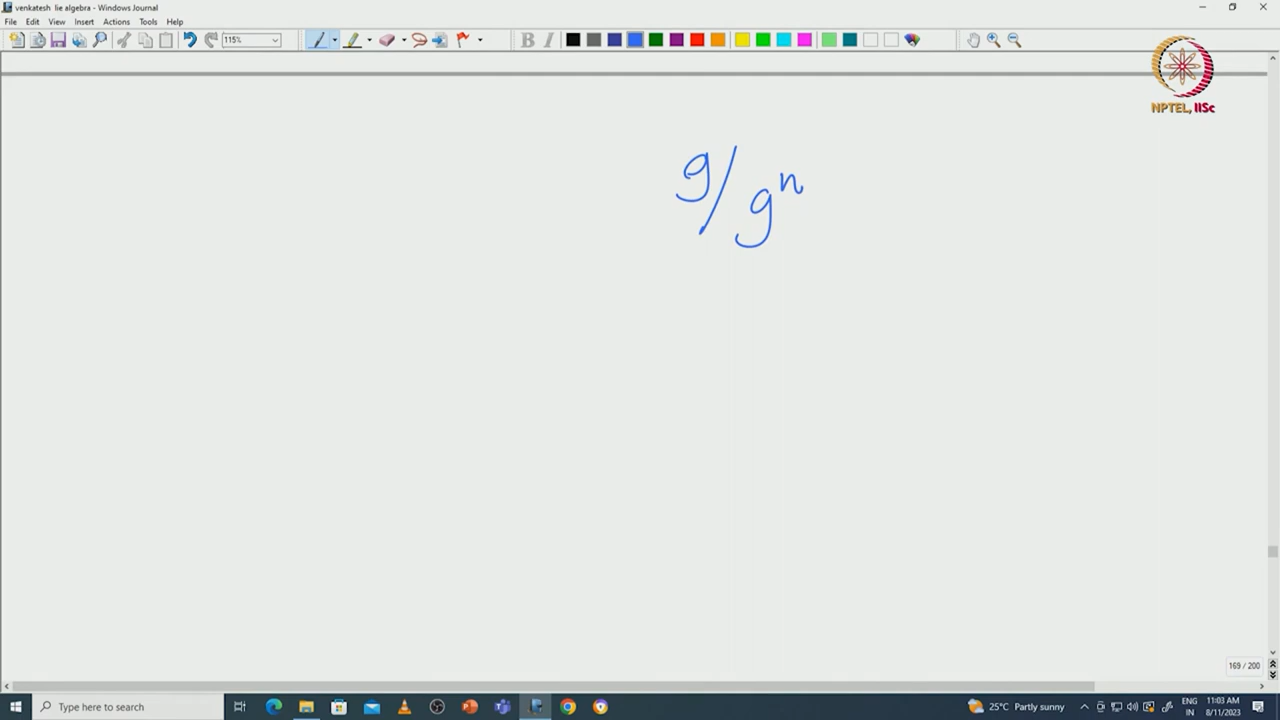 venkatesh lie algebra - Windows Journal
File Edit View Insert Actions Tools Help
115%
B I
NPTEL, IISc
g/gⁿ
169 / 200
Type here to search
25°C Partly sunny
ENG
IN
11:03 AM
8/11/2023